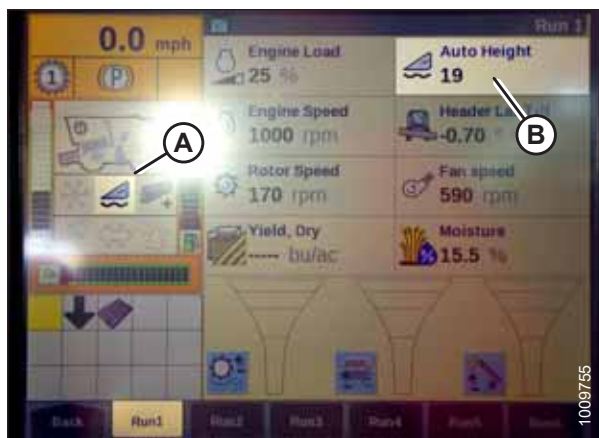 Run 1
0.0 mph
Engine Load
25 %
Auto Height
19
1
(P)
Engine Speed
1000 rpm
Header
-0.70
A
B
Rotor Speed
170 rpm
Fan speed
590 rpm
Yield, Dry
----- bu/ac
Moisture
%
15.5 %
Back
Run1
Run2
Run3
Run4
1009755